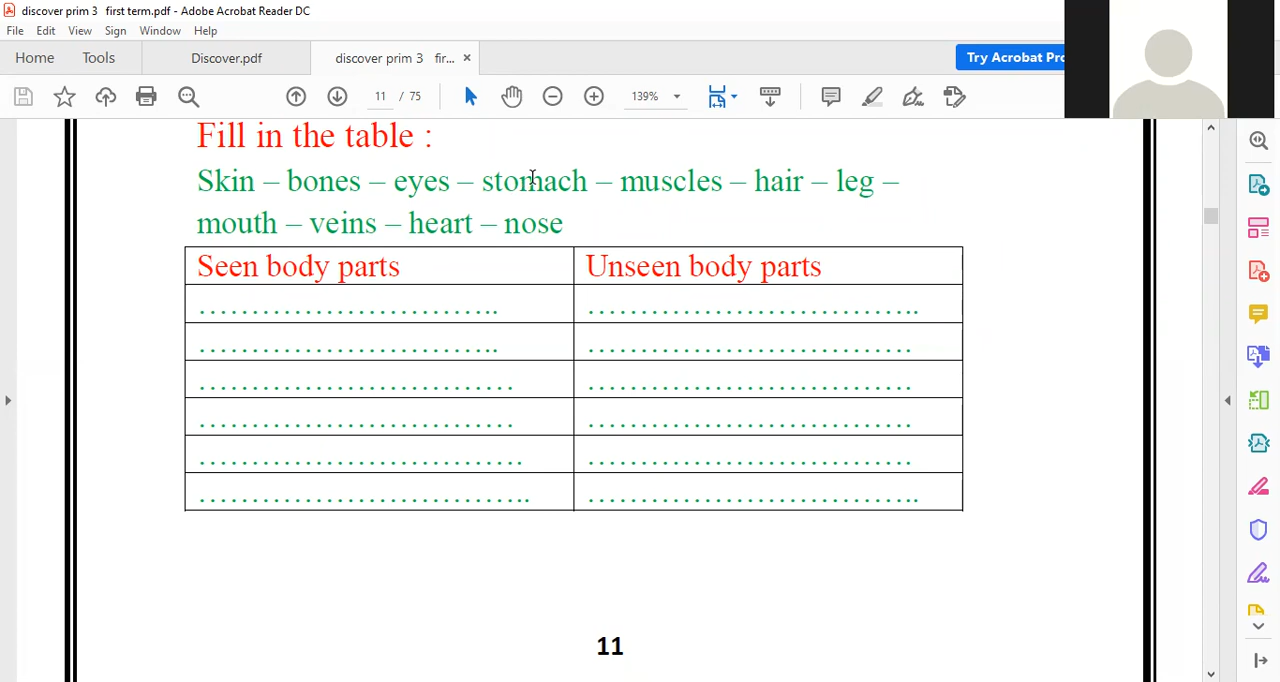 discover prim 3 first term.pdf - Adobe Acrobat Reader DC
File Edit View Sign Window Help
Home Tools Discover.pdf discover prim 3 fir... × Try Acrobat Pro
11 / 75 139%
Fill in the table :
Skin – bones – eyes – stomach – muscles – hair – leg –
mouth – veins – heart – nose
Seen body parts Unseen body parts
………………………….. ……………………………..
………………………….. ……………………………
…………………………… ……………………………
…………………………… ……………………………
…………………………….  ……………………………
…………………………….. ……………………………..
11